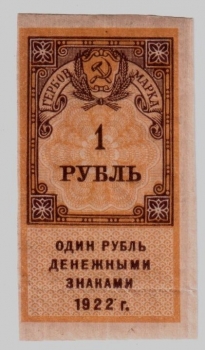 ГЕРБОВ. МАРКА
1
РУБЛЬ
ОДИН РУБЛЬ
ДЕНЕЖНЫМИ
ЗНАКАМИ
1922 г.